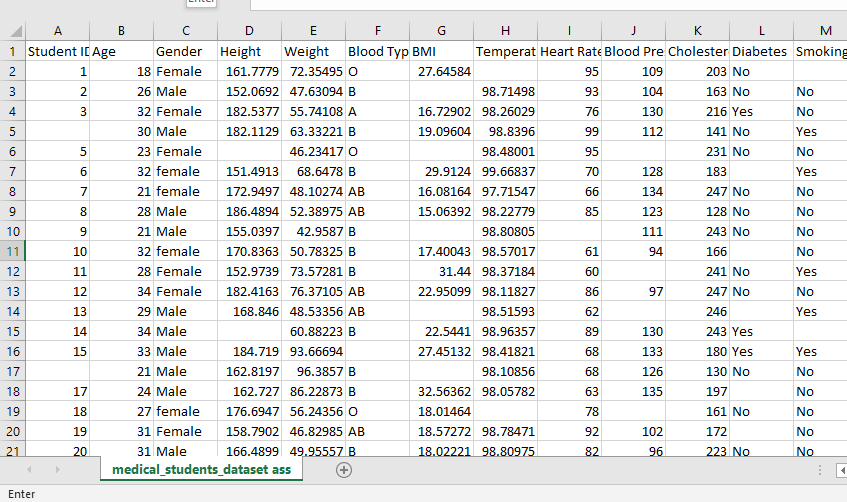 Enter
A B C D E F G H I J K L M
1 Student ID Age Gender Height Weight Blood Typ BMI Temperat Heart Rate Blood Pre Cholester Diabetes Smoking
2 1 18 Female 161.7779 72.35495 O 27.64584 95 109 203 No
3 2 26 Male 152.0692 47.63094 B 98.71498 93 104 163 No No
4 3 32 Female 182.5377 55.74108 A 16.72902 98.26029 76 130 216 Yes No
5 30 Male 182.1129 63.33221 B 19.09604 98.8396 99 112 141 No Yes
6 5 23 Female 46.23417 O 98.48001 95 231 No No
7 6 32 female 151.4913 68.6478 B 29.9124 99.66837 70 128 183 Yes
8 7 21 female 172.9497 48.10274 AB 16.08164 97.71547 66 134 247 No No
9 8 28 Male 186.4894 52.38975 AB 15.06392 98.22779 85 123 128 No No
10 9 21 Male 155.0397 42.9587 B 98.80805 111 243 No No
11 10 32 female 170.8363 50.78325 B 17.40043 98.57017 61 94 166 No
12 11 28 Female 152.9739 73.57281 B 31.44 98.37184 60 241 No Yes
13 12 34 Female 182.4163 76.37105 AB 22.95099 98.11827 86 97 247 No No
14 13 29 Male 168.846 48.53356 AB 98.51593 62 246 Yes
15 14 34 Male 60.88223 B 22.5441 98.96357 89 130 243 Yes
16 15 33 Male 184.719 93.66694 27.45132 98.41821 68 133 180 Yes Yes
17 21 Male 162.8197 96.3857 B 98.10856 68 126 130 No No
18 17 24 Male 162.727 86.22873 B 32.56362 98.05782 63 135 197 No
19 18 27 female 176.6947 56.24356 O 18.01464 78 161 No No
20 19 31 Female 158.7902 46.82985 AB 18.57272 98.78471 92 102 172 No
21 20 31 Male 166.4899 49.95557 B 18.02221 98.80975 82 96 223 No No
medical_students_dataset ass
Enter